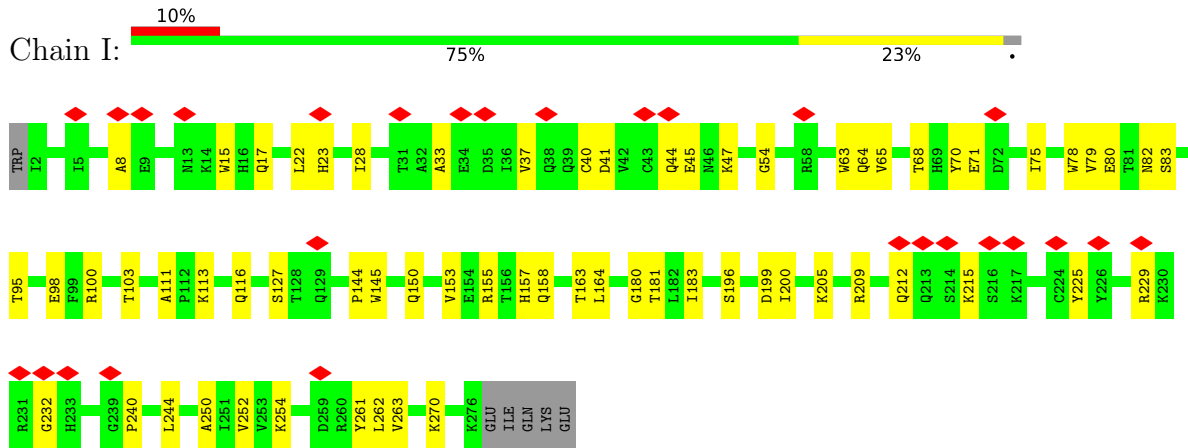 10%
Chain I:
75% 23% •
TRP I2 I5 A8 E9 N13 K14 W15 H16 Q17 L22 H23 I28 T31 A32 A33 E34 D35 I36 V37 Q38 Q39 C40 D41 V42 C43 Q44 E45 N46 K47 G54 R58 W63 Q64 V65 T68 H69 Y70 E71 D72 I75 W78 V79 E80 T81 N82 S83
T95 E98 F99 R100 T103 A111 P112 K113 Q116 S127 T128 Q129 P144 W145 Q150 V153 E154 R155 T156 H157 Q158 T163 L164 G180 T181 L182 I183 S196 D199 I200 K205 R209 Q212 Q213 S214 K215 S216 K217 C224 Y225 Y226 R229 K230
R231 G232 H233 G239 P240 L244 A250 I251 V252 V253 K254 D259 R260 Y261 L262 V263 K270 K276 GLU ILE GLN LYS GLU